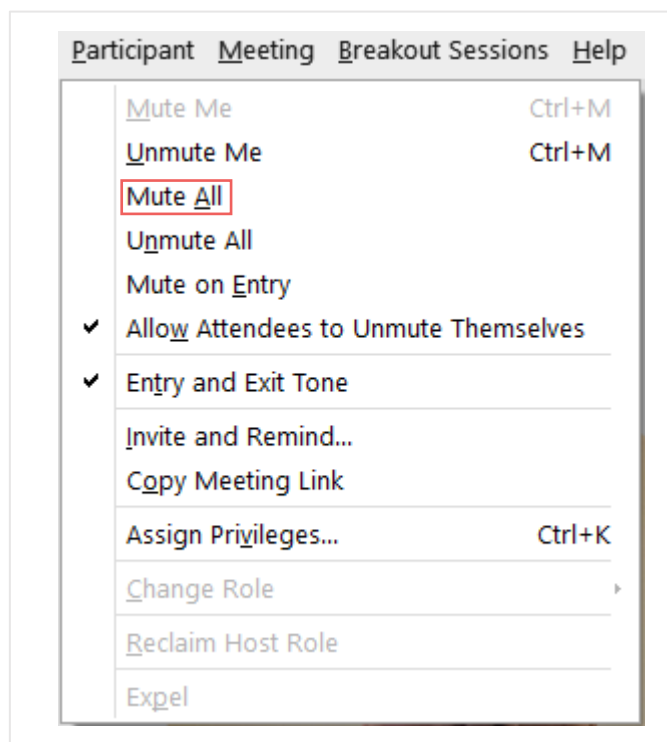 Participant Meeting Breakout Sessions Help
Mute Me Ctrl+M
Unmute Me Ctrl+M
Mute All
Unmute All
Mute on Entry
Allow Attendees to Unmute Themselves
Entry and Exit Tone
Invite and Remind...
Copy Meeting Link
Assign Privileges... Ctrl+K
Change Role
Reclaim Host Role
Expel